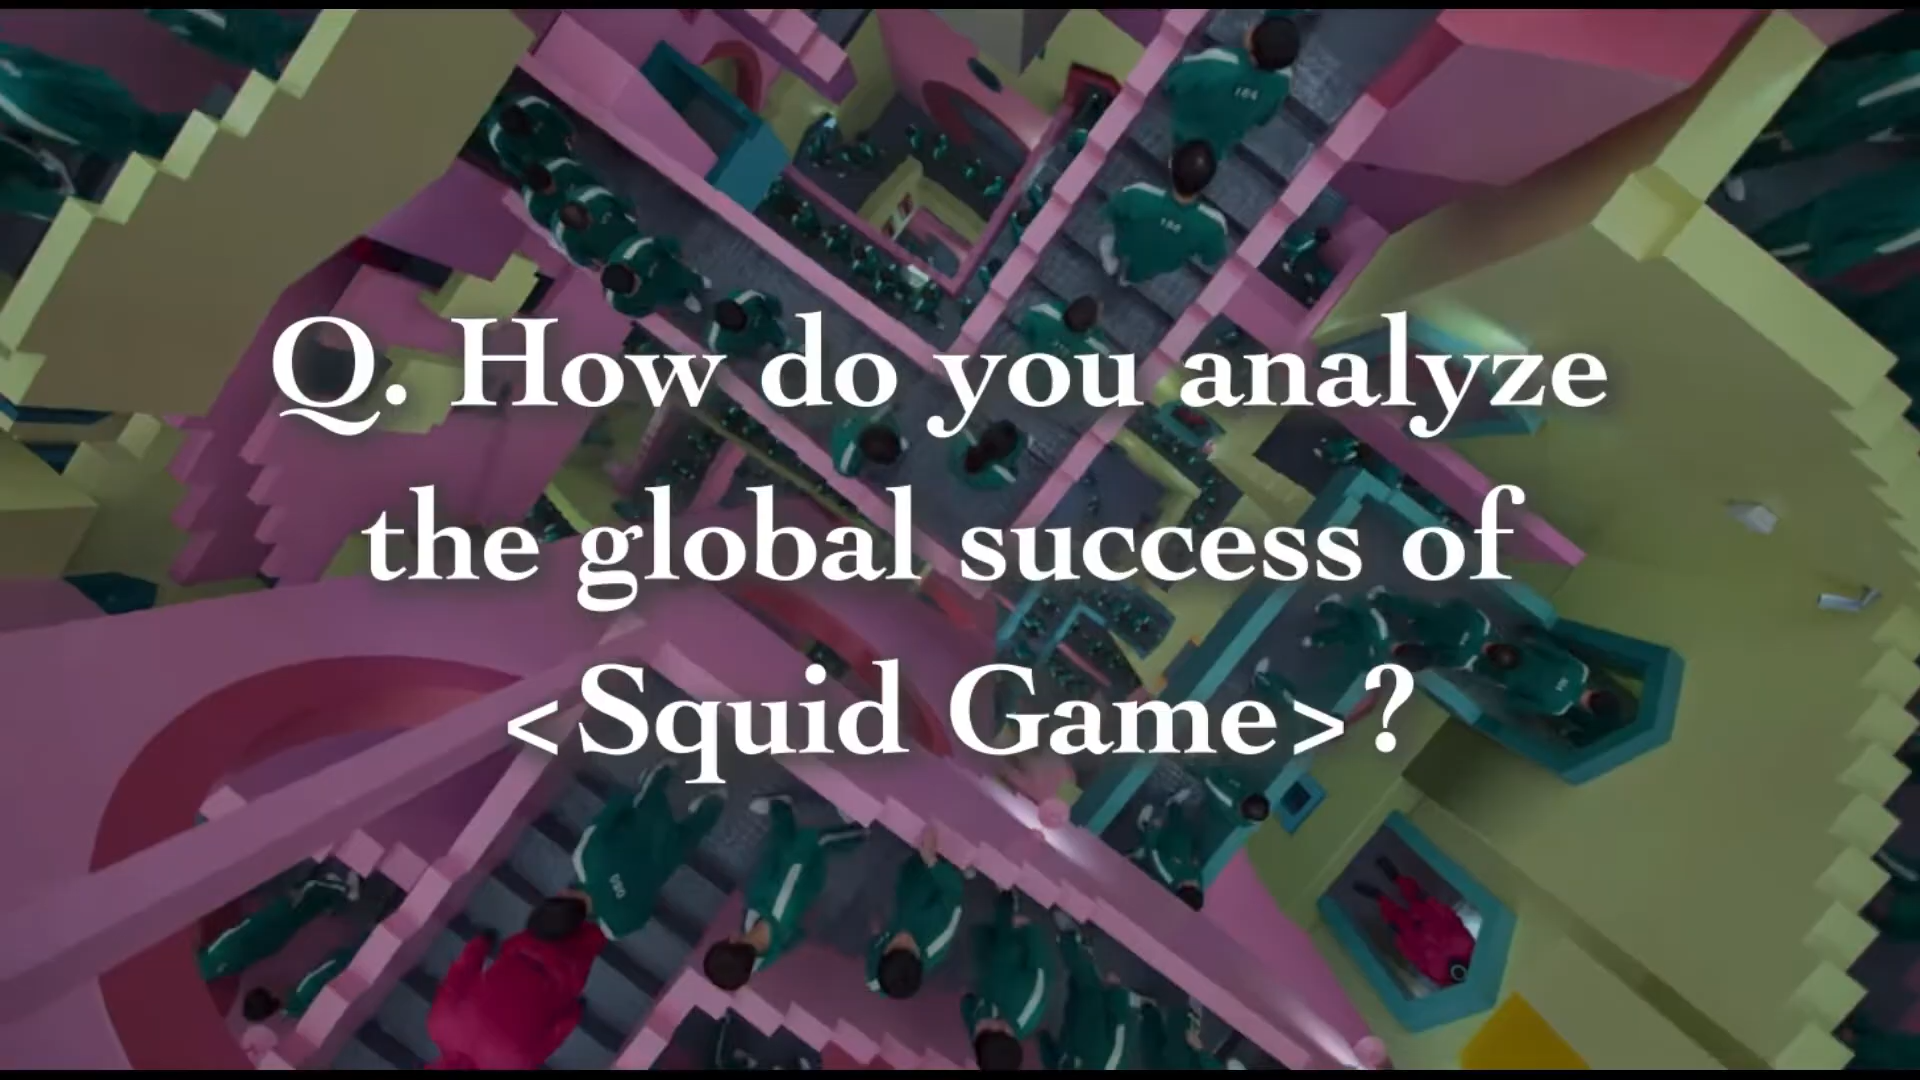 Q. How do you analyze
the global success of
<Squid Game>?